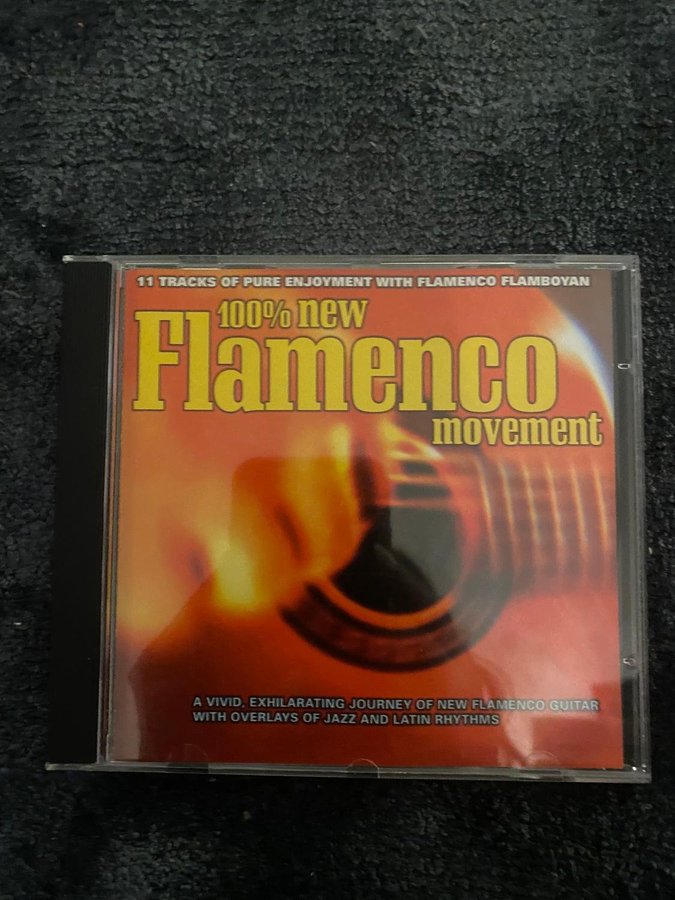 11 TRACKS OF PURE ENJOYMENT WITH FLAMENCO FLAMBOYAN
100% new
Flamenco
movement
A VIVID, EXHILARATING JOURNEY OF NEW FLAMENCO GUITAR
WITH OVERLAYS OF JAZZ AND LATIN RHYTHMS